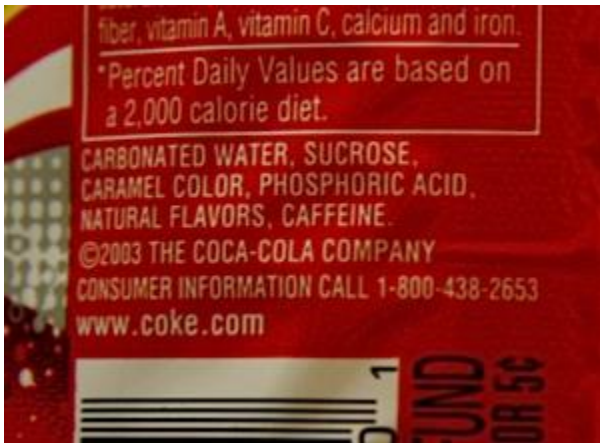 fiber, vitamin A, vitamin C, calcium and iron.
*Percent Daily Values are based on
a 2,000 calorie diet.
CARBONATED WATER, SUCROSE,
CARAMEL COLOR, PHOSPHORIC ACID,
NATURAL FLAVORS, CAFFEINE.
©2003 THE COCA-COLA COMPANY
CONSUMER INFORMATION CALL 1-800-438-2653
www.coke.com
1
0
FUND
OR 5¢